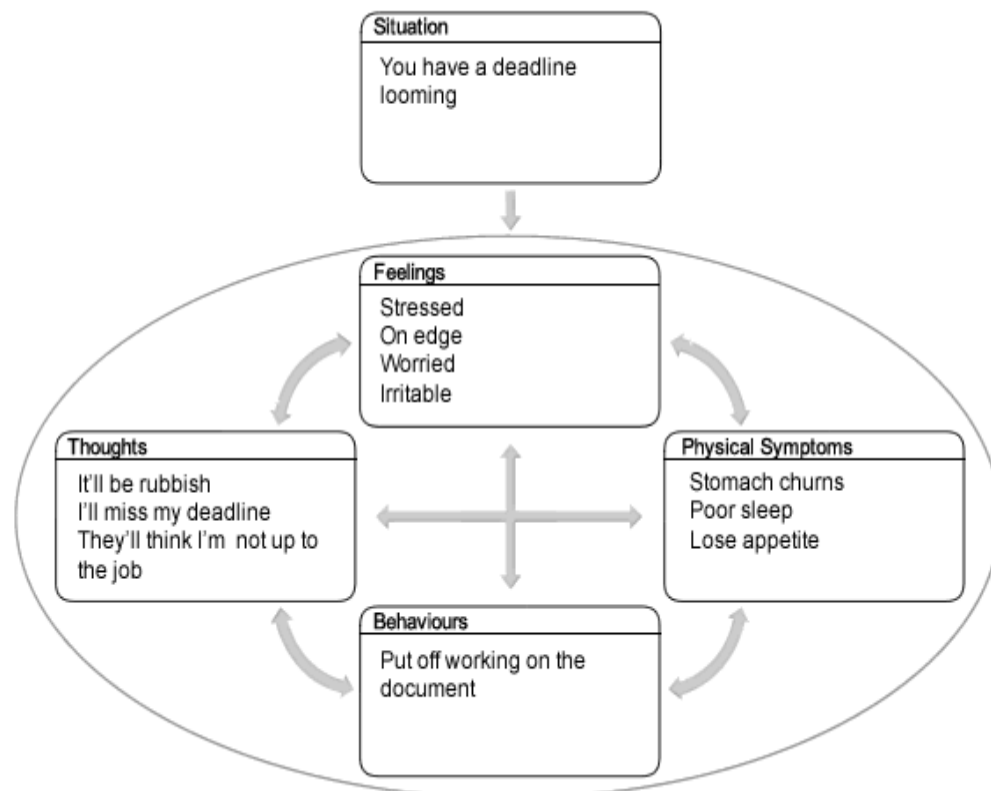 Situation
You have a deadline
looming
Feelings
Stressed
On edge
Worried
Irritable
Thoughts
It'll be rubbish
I'll miss my deadline
They'll think I'm not up to
the job
Physical Symptoms
Stomach churns
Poor sleep
Lose appetite
Behaviours
Put off working on the
document